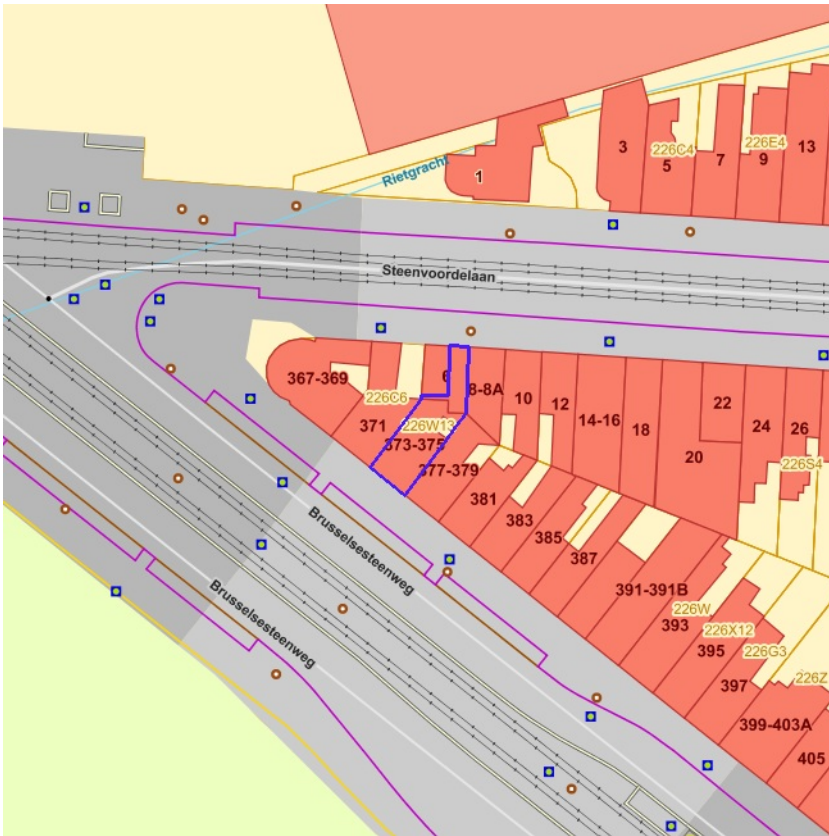 Rietgracht
1
3
226C4
5
7
226E4
9
13
Steenvoordelaan
367-369
226C6
6
8-8A
10
12
14-16
18
22
20
24
26
226S4
371
226W13
373-375
377-379
381
383
385
387
391-391B
226W
393
226X12
395
226G3
397
226Z
399-403A
405
Brusselsesteenweg
Brusselsesteenweg